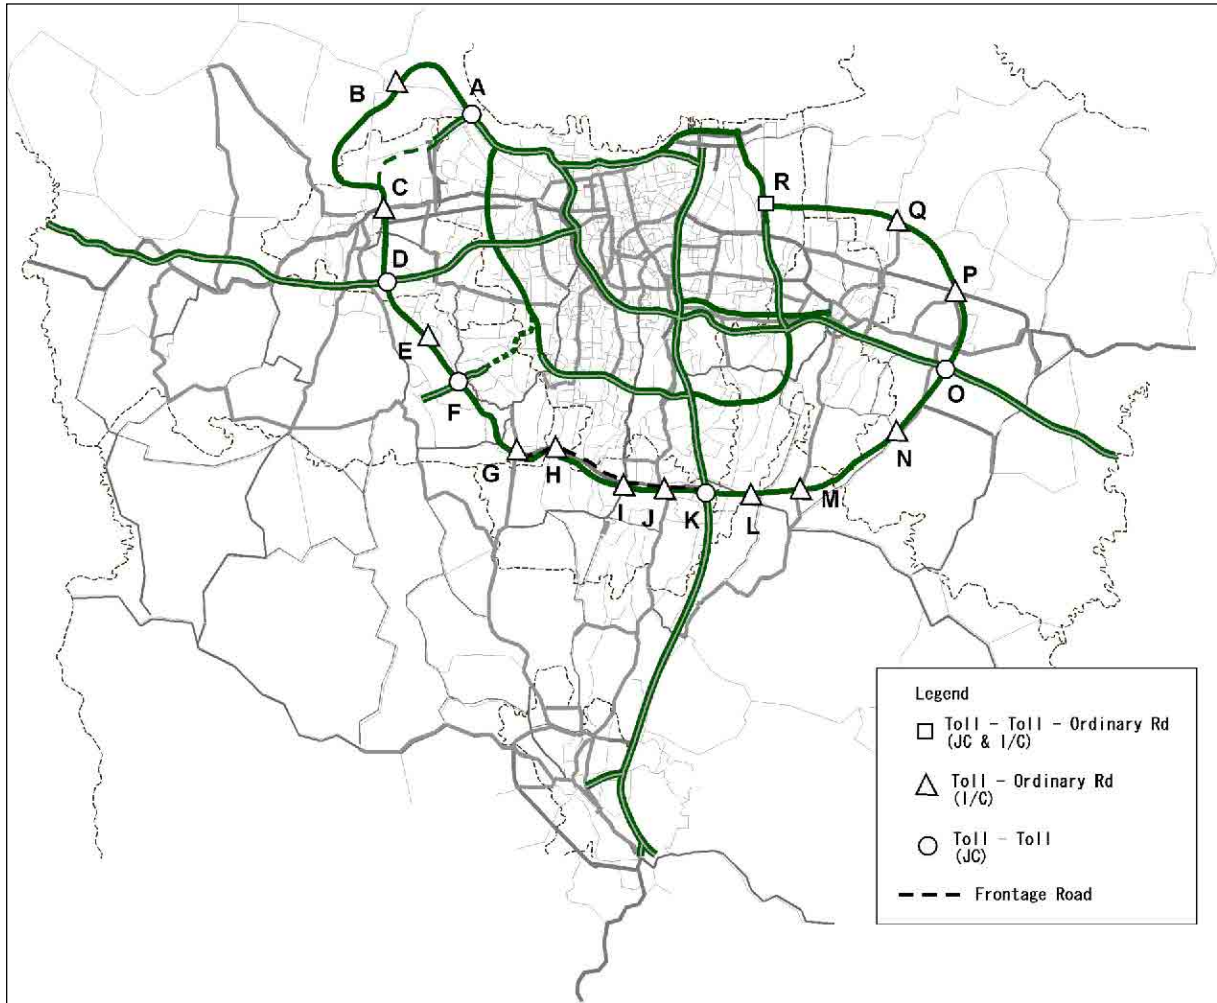 A
B
C
R
Q
D
P
E
O
F
N
G
H
I
J
K
L
M
Legend
Toll - Toll - Ordinary Rd
(JC & I/C)
Toll - Ordinary Rd
(I/C)
Toll - Toll
(JC)
Frontage Road